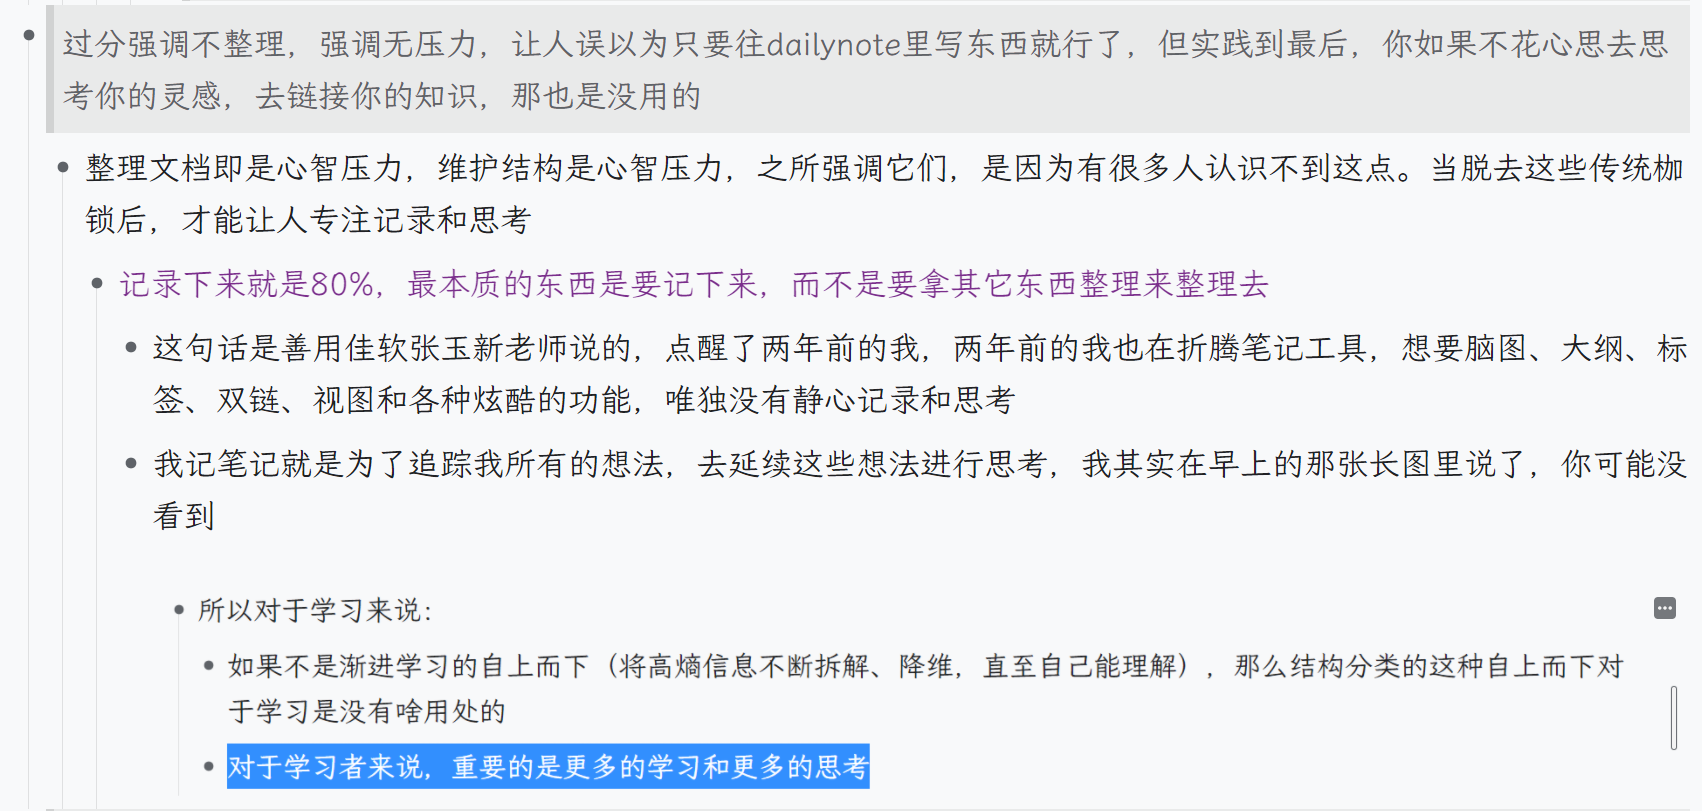 过分强调不整理，强调无压力，让人误以为只要往dailynote里写东西就行了，但实践到最后，你如果不花心思去思
考你的灵感，去链接你的知识，那也是没用的
整理文档即是心智压力，维护结构是心智压力，之所强调它们，是因为有很多人认识不到这点。当脱去这些传统枷
锁后，才能让人专注记录和思考
记录下来就是80%，最本质的东西是要记下来，而不是要拿其它东西整理来整理去
这句话是善用佳软张玉新老师说的，点醒了两年前的我，两年前的我也在折腾笔记工具，想要脑图、大纲、标
签、双链、视图和各种炫酷的功能，唯独没有静心记录和思考
我记笔记就是为了追踪我所有的想法，去延续这些想法进行思考，我其实在早上的那张长图里说了，你可能没
看到
所以对于学习来说：
如果不是渐进学习的自上而下（将高熵信息不断拆解、降维，直至自己能理解），那么结构分类的这种自上而下对
于学习是没有啥用处的
对于学习者来说，重要的是更多的学习和更多的思考